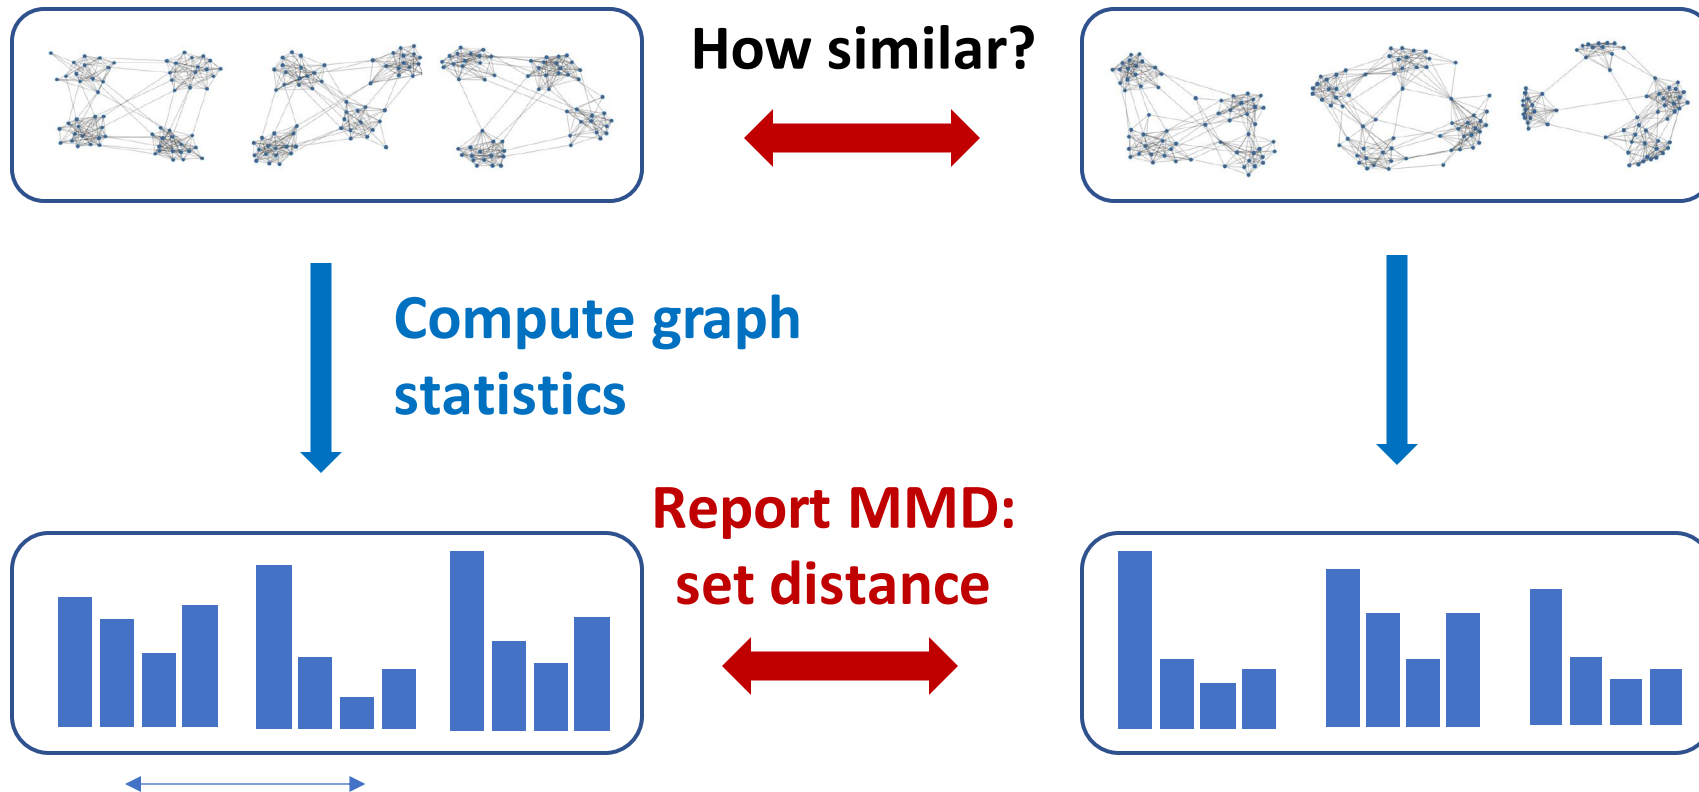 How similar?
Compute graph
statistics
Report MMD:
set distance